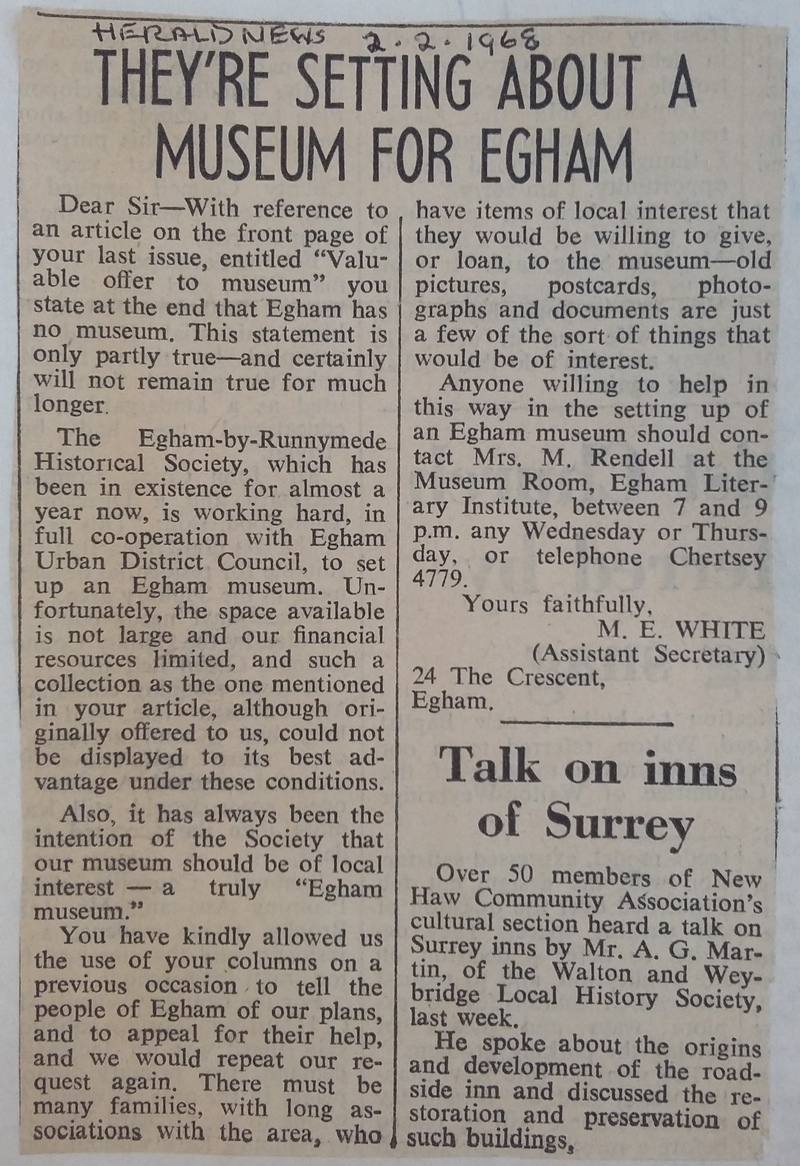 HERALD NEWS 2.2.1968
THEY'RE SETTING ABOUT A
MUSEUM FOR EGHAM
Dear Sir—With reference to
an article on the front page of
your last issue, entitled “Valu-
able offer to museum” you
state at the end that Egham has
no museum. This statement is
only partly true—and certainly
will not remain true for much
longer.
The Egham-by-Runnymede
Historical Society, which has
been in existence for almost a
year now, is working hard, in
full co-operation with Egham
Urban District Council, to set
up an Egham museum. Un-
fortunately, the space available
is not large and our financial
resources limited, and such a
collection as the one mentioned
in your article, although ori-
ginally offered to us, could not
be displayed to its best ad-
vantage under these conditions.
Also, it has always been the
intention of the Society that
our museum should be of local
interest — a truly “Egham
museum.”
You have kindly allowed us
the use of your columns on a
previous occasion to tell the
people of Egham of our plans,
and to appeal for their help,
and we would repeat our re-
quest again. There must be
many families, with long as-
sociations with the area, who
have items of local interest that
they would be willing to give,
or loan, to the museum—old
pictures, postcards, photo-
graphs and documents are just
a few of the sort of things that
would be of interest.
Anyone willing to help in
this way in the setting up of
an Egham museum should con-
tact Mrs. M. Rendell at the
Museum Room, Egham Liter-
ary Institute, between 7 and 9
p.m. any Wednesday or Thurs-
day, or telephone Chertsey
4779.
Yours faithfully,
M. E. WHITE
(Assistant Secretary)
24 The Crescent,
Egham.
Talk on inns
of Surrey
Over 50 members of New
Haw Community Association's
cultural section heard a talk on
Surrey inns by Mr. A. G. Mar-
tin, of the Walton and Wey-
bridge Local History Society,
last week.
He spoke about the origins
and development of the road-
side inn and discussed the re-
storation and preservation of
such buildings.